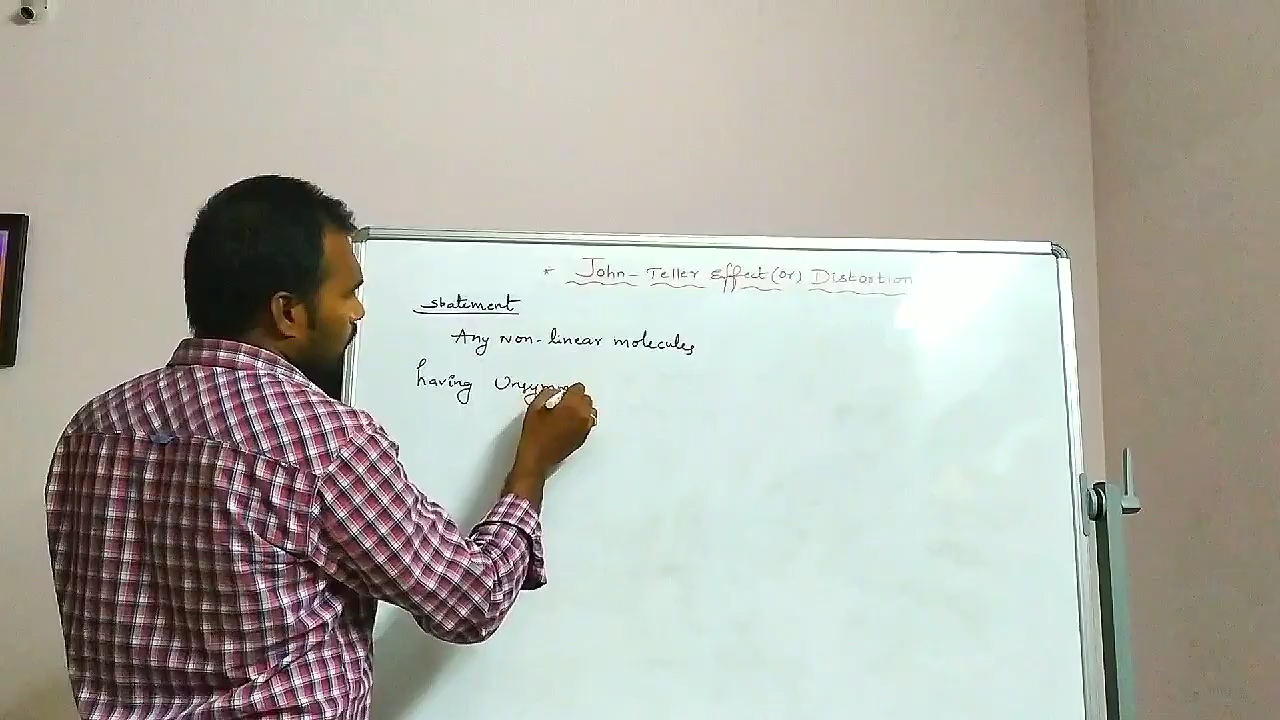 * John-Teller Effect (or) Distortion
Statement
Any non-linear molecules
having